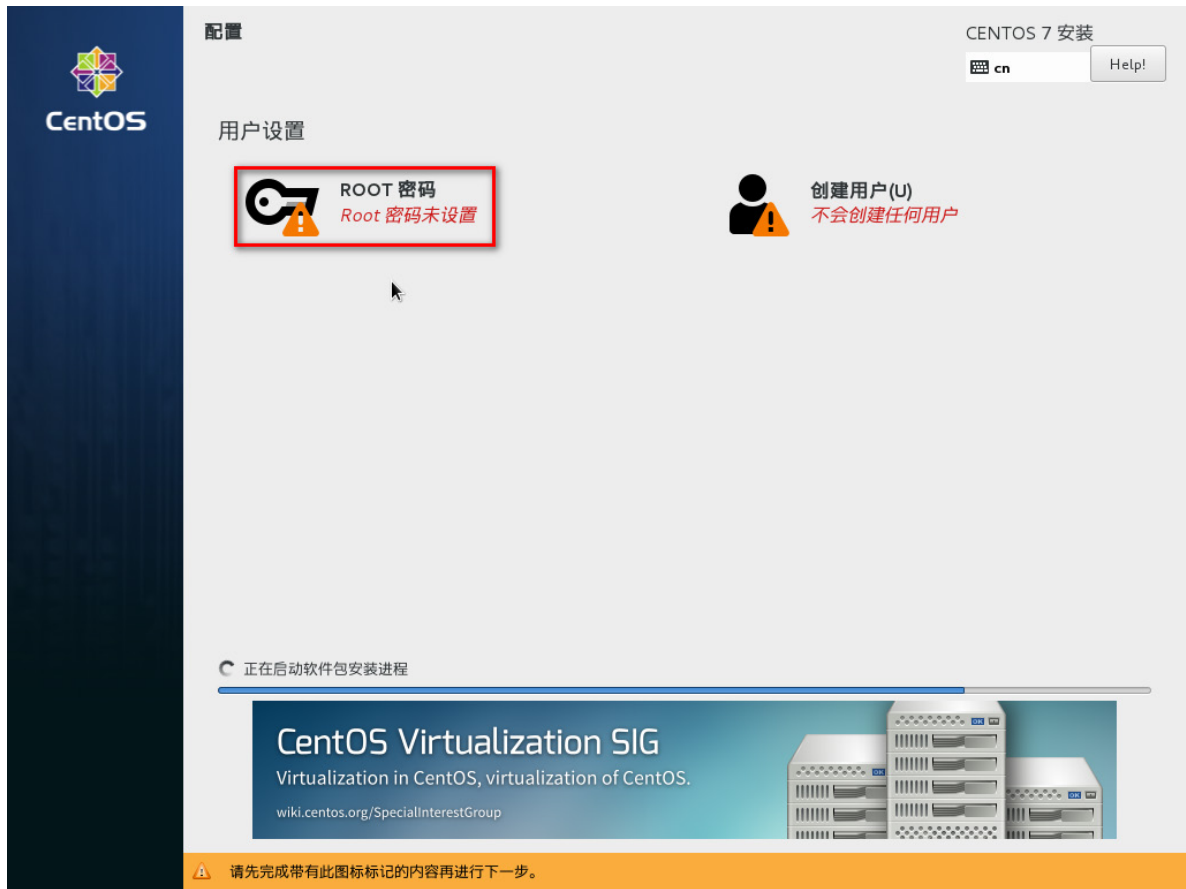 配置
CENTOS 7 安装
cn
Help!
CentOS
用户设置
ROOT 密码
Root 密码未设置
创建用户(U)
不会创建任何用户
正在启动软件包安装进程
CentOS Virtualization SIG
Virtualization in CentOS, virtualization of CentOS.
wiki.centos.org/SpecialInterestGroup
请先完成带有此图标标记的内容再进行下一步。